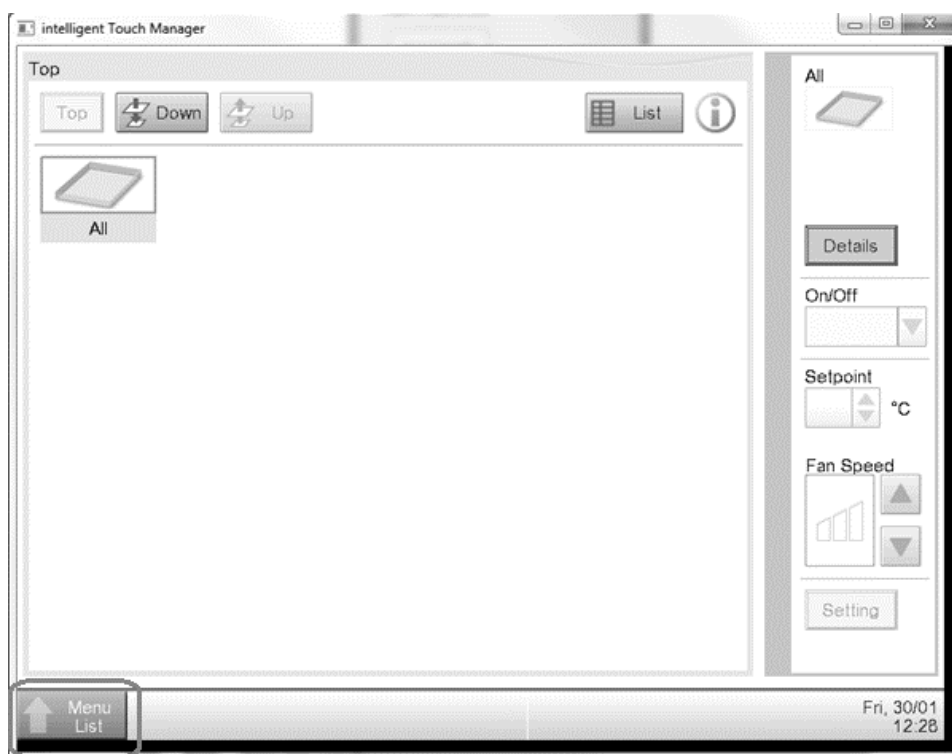 intelligent Touch Manager
Top
Top
Down
Up
List
All
All
Details
On/Off
Setpoint
°C
Fan Speed
Setting
Menu
List
Fri, 30/01
12:28